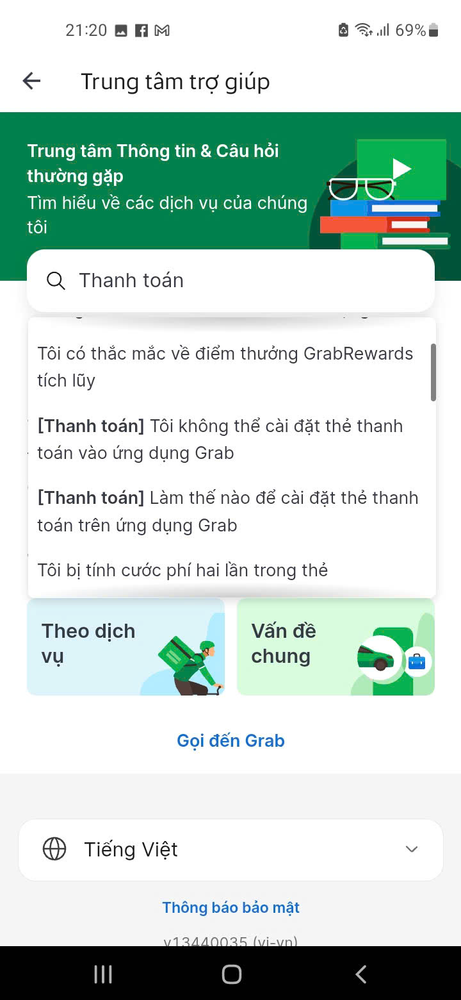 21:20
69%
Trung tâm trợ giúp
Trung tâm Thông tin & Câu hỏi
thường gặp
Tìm hiểu về các dịch vụ của chúng
tôi
Thanh toán
Tôi có thắc mắc về điểm thưởng GrabRewards
tích lũy
[Thanh toán] Tôi không thể cài đặt thẻ thanh
toán vào ứng dụng Grab
[Thanh toán] Làm thế nào để cài đặt thẻ thanh
toán trên ứng dụng Grab
Tôi bị tính cước phí hai lần trong thẻ
Theo dịch
vụ
Vấn đề
chung
Gọi đến Grab
Tiếng Việt
Thông báo bảo mật
v13440035 (vi-vn)